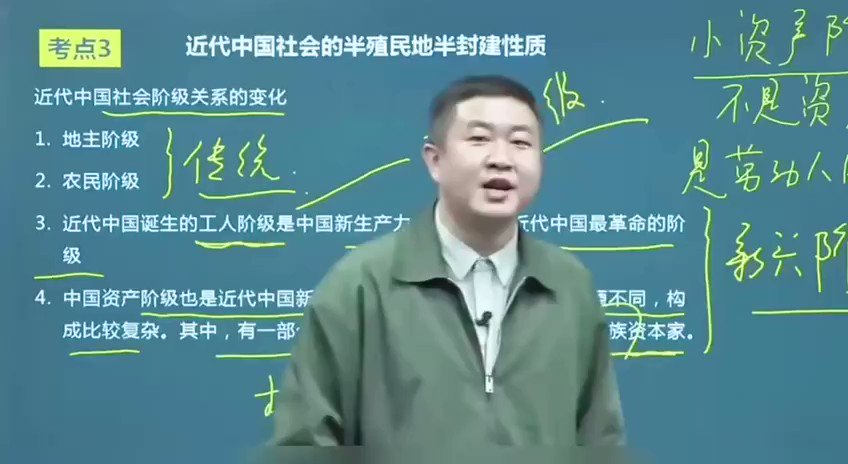 考点3 近代中国社会的半殖民地半封建性质
近代中国社会阶级关系的变化
1. 地主阶级
2. 农民阶级
传统
级.
3. 近代中国诞生的工人阶级是中国新生产力 近代中国最革命的阶
级
4. 中国资产阶级也是近代中国新 不同，构
成比较复杂。其中，有一部 族资本家。
小资产阶
不是资
是劳动人
新兴阶